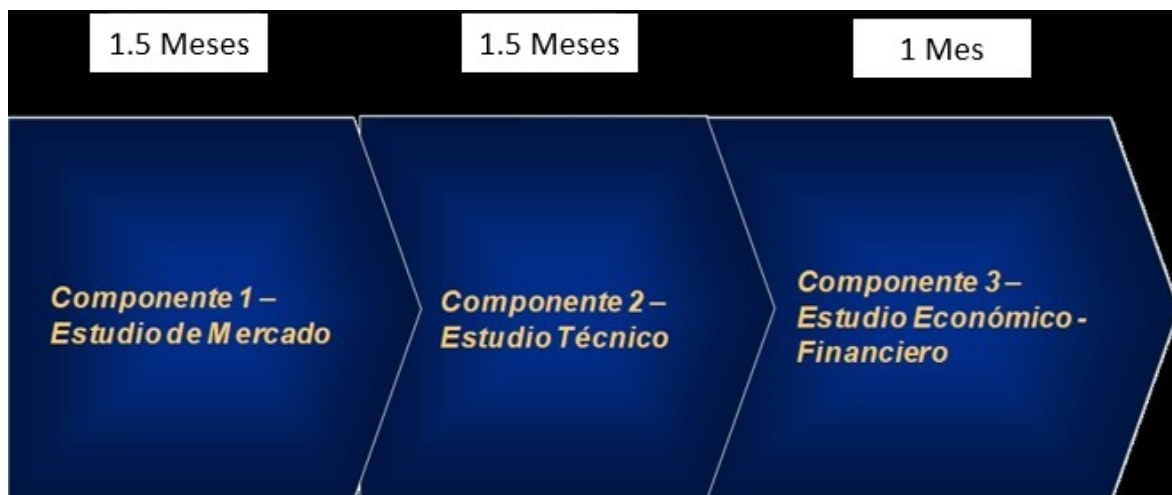 1.5 Meses
1.5 Meses
1 Mes
Componente 1 –
Estudio de Mercado
Componente 2 –
Estudio Técnico
Componente 3 –
Estudio Económico -
Financiero